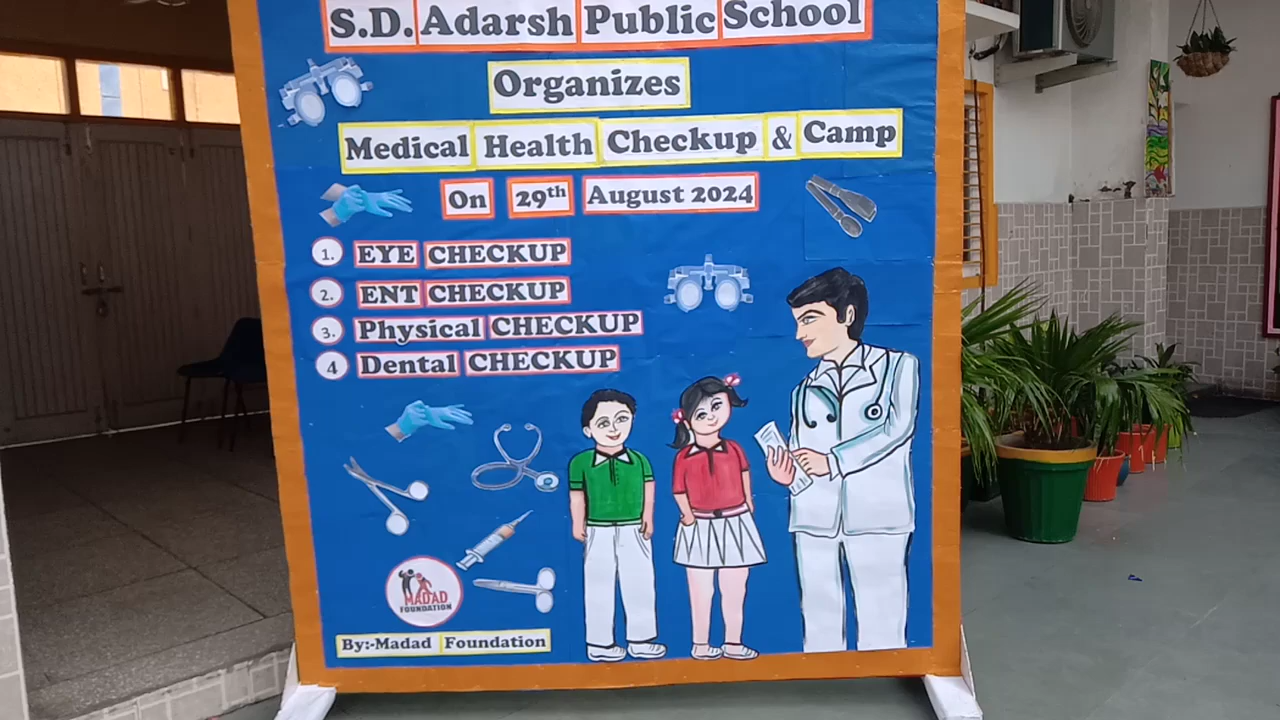 S.D. Adarsh Public School
Organizes
Medical Health Checkup & Camp
On 29th August 2024
1. EYE CHECKUP
2. ENT CHECKUP
3. Physical CHECKUP
4 Dental CHECKUP
MADAD
FOUNDATION
By:-Madad Foundation